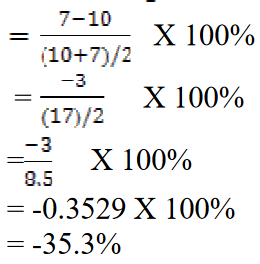 = 7−10 / (10+7)/2 X 100%
= −3 / (17)/2 X 100%
= −3 / 8.5 X 100%
= -0.3529 X 100%
= -35.3%